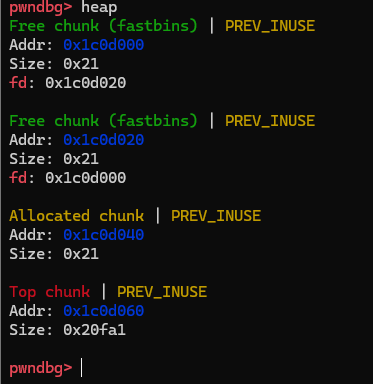 pwndbg> heap
Free chunk (fastbins) | PREV_INUSE
Addr: 0x1c0d000
Size: 0x21
fd: 0x1c0d020
Free chunk (fastbins) | PREV_INUSE
Addr: 0x1c0d020
Size: 0x21
fd: 0x1c0d000
Allocated chunk | PREV_INUSE
Addr: 0x1c0d040
Size: 0x21
Top chunk | PREV_INUSE
Addr: 0x1c0d060
Size: 0x20fa1
pwndbg>